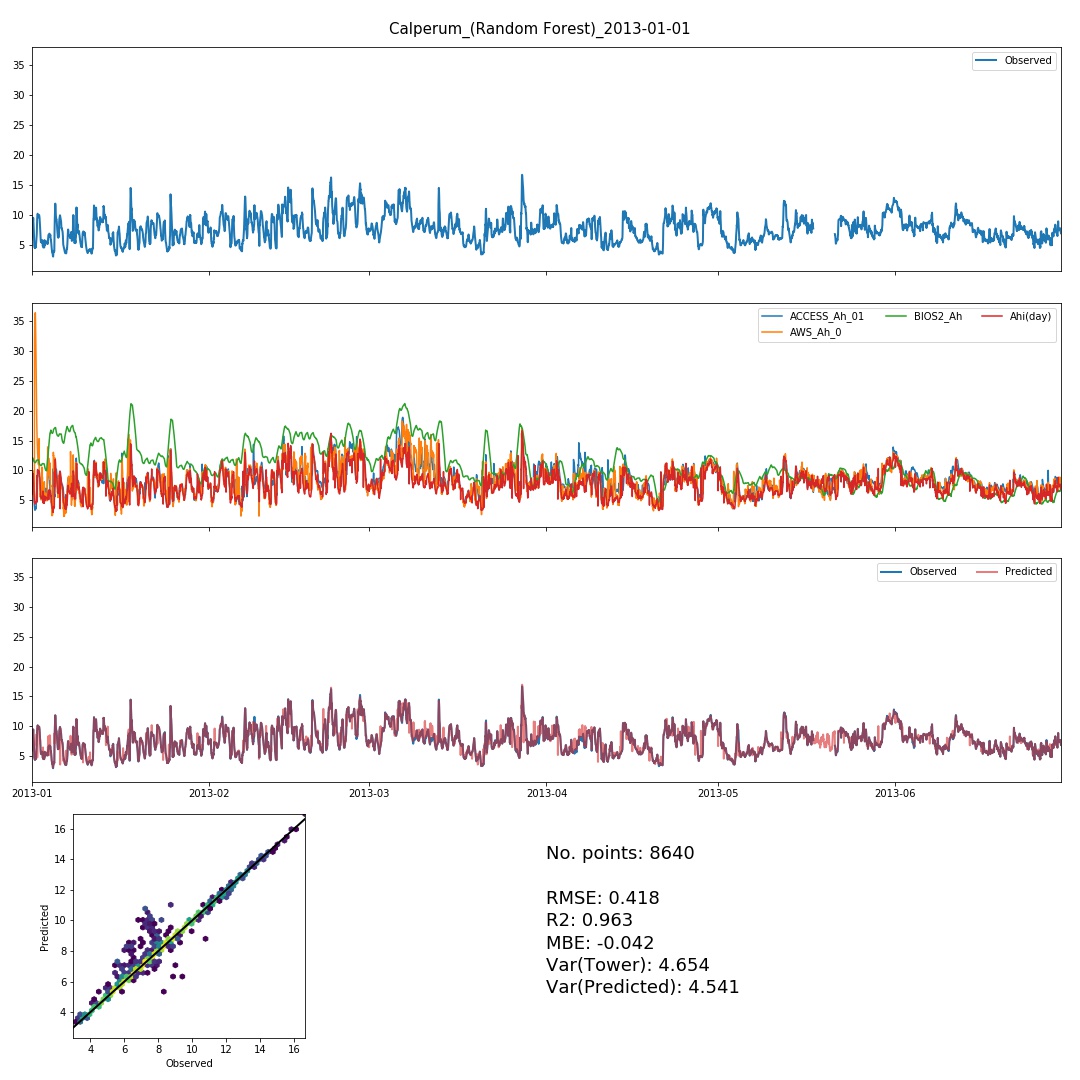 Calperum_(Random Forest)_2013-01-01
Observed
35
30
25
20
15
10
5
ACCESS_Ah_01 BIOS2_Ah Ahi(day)
AWS_Ah_0
35
30
25
20
15
10
5
Observed Predicted
35
30
25
20
15
10
5
2013-01 2013-02 2013-03 2013-04 2013-05 2013-06
16
14
12
10
8
6
4
Predicted
4 6 8 10 12 14 16
Observed
No. points: 8640
RMSE: 0.418
R2: 0.963
MBE: -0.042
Var(Tower): 4.654
Var(Predicted): 4.541